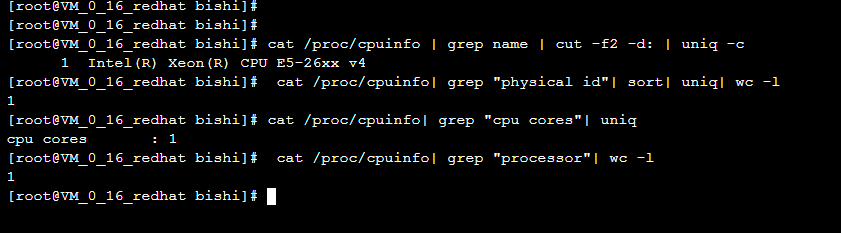 [root@VM_0_16_redhat bishi]#
[root@VM_0_16_redhat bishi]#
[root@VM_0_16_redhat bishi]# cat /proc/cpuinfo | grep name | cut -f2 -d: | uniq -c
      1  Intel(R) Xeon(R) CPU E5-26xx v4
[root@VM_0_16_redhat bishi]#  cat /proc/cpuinfo| grep "physical id"| sort| uniq| wc -l
1
[root@VM_0_16_redhat bishi]# cat /proc/cpuinfo| grep "cpu cores"| uniq
cpu cores       : 1
[root@VM_0_16_redhat bishi]#  cat /proc/cpuinfo| grep "processor"| wc -l
1
[root@VM_0_16_redhat bishi]#